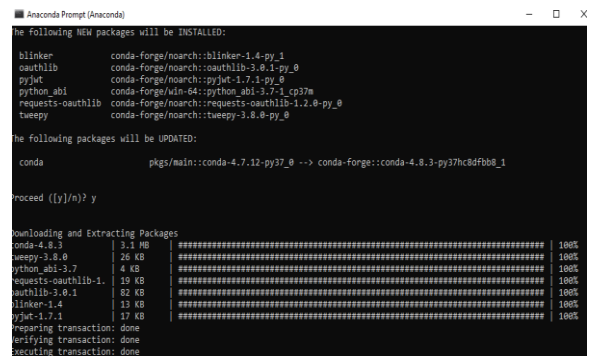 Anaconda Prompt (Anaconda)
The following NEW packages will be INSTALLED:
blinker conda-forge/noarch::blinker-1.4-py_1
oauthlib conda-forge/noarch::oauthlib-3.0.1-py_0
pyjwt conda-forge/noarch::pyjwt-1.7.1-py_0
python_abi conda-forge/win-64::python_abi-3.7-1_cp37m
requests-oauthlib conda-forge/noarch::requests-oauthlib-1.2.0-py_0
tweepy conda-forge/noarch::tweepy-3.8.0-py_0
The following packages will be UPDATED:
conda pkgs/main::conda-4.7.12-py37_0 --> conda-forge::conda-4.8.3-py37hc8dfbb8_1
Proceed ([y]/n)? y
Downloading and Extracting Packages
conda-4.8.3 | 3.1 MB | ############################################################################ | 100%
tweepy-3.8.0 | 26 KB | ############################################################################ | 100%
python_abi-3.7 | 4 KB | ############################################################################ | 100%
requests-oauthlib-1. | 19 KB | ############################################################################ | 100%
oauthlib-3.0.1 | 82 KB | ############################################################################ | 100%
blinker-1.4 | 13 KB | ############################################################################ | 100%
pyjwt-1.7.1 | 17 KB | ############################################################################ | 100%
Preparing transaction: done
Verifying transaction: done
Executing transaction: done